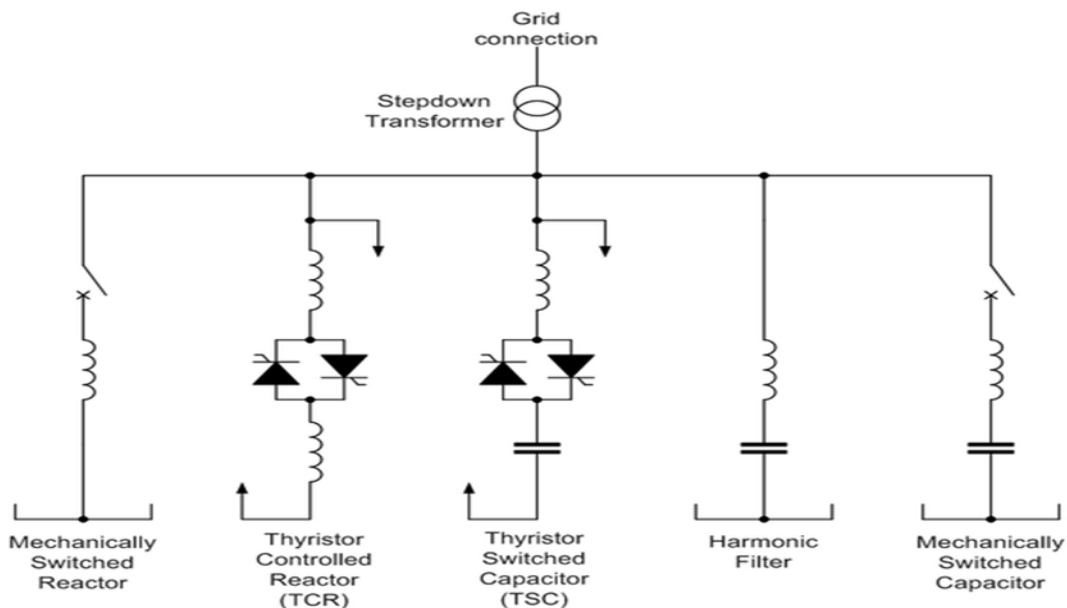 Grid
connection
Stepdown
Transformer
Mechanically
Switched
Reactor
Thyristor
Controlled
Reactor
(TCR)
Thyristor
Switched
Capacitor
(TSC)
Harmonic
Filter
Mechanically
Switched
Capacitor